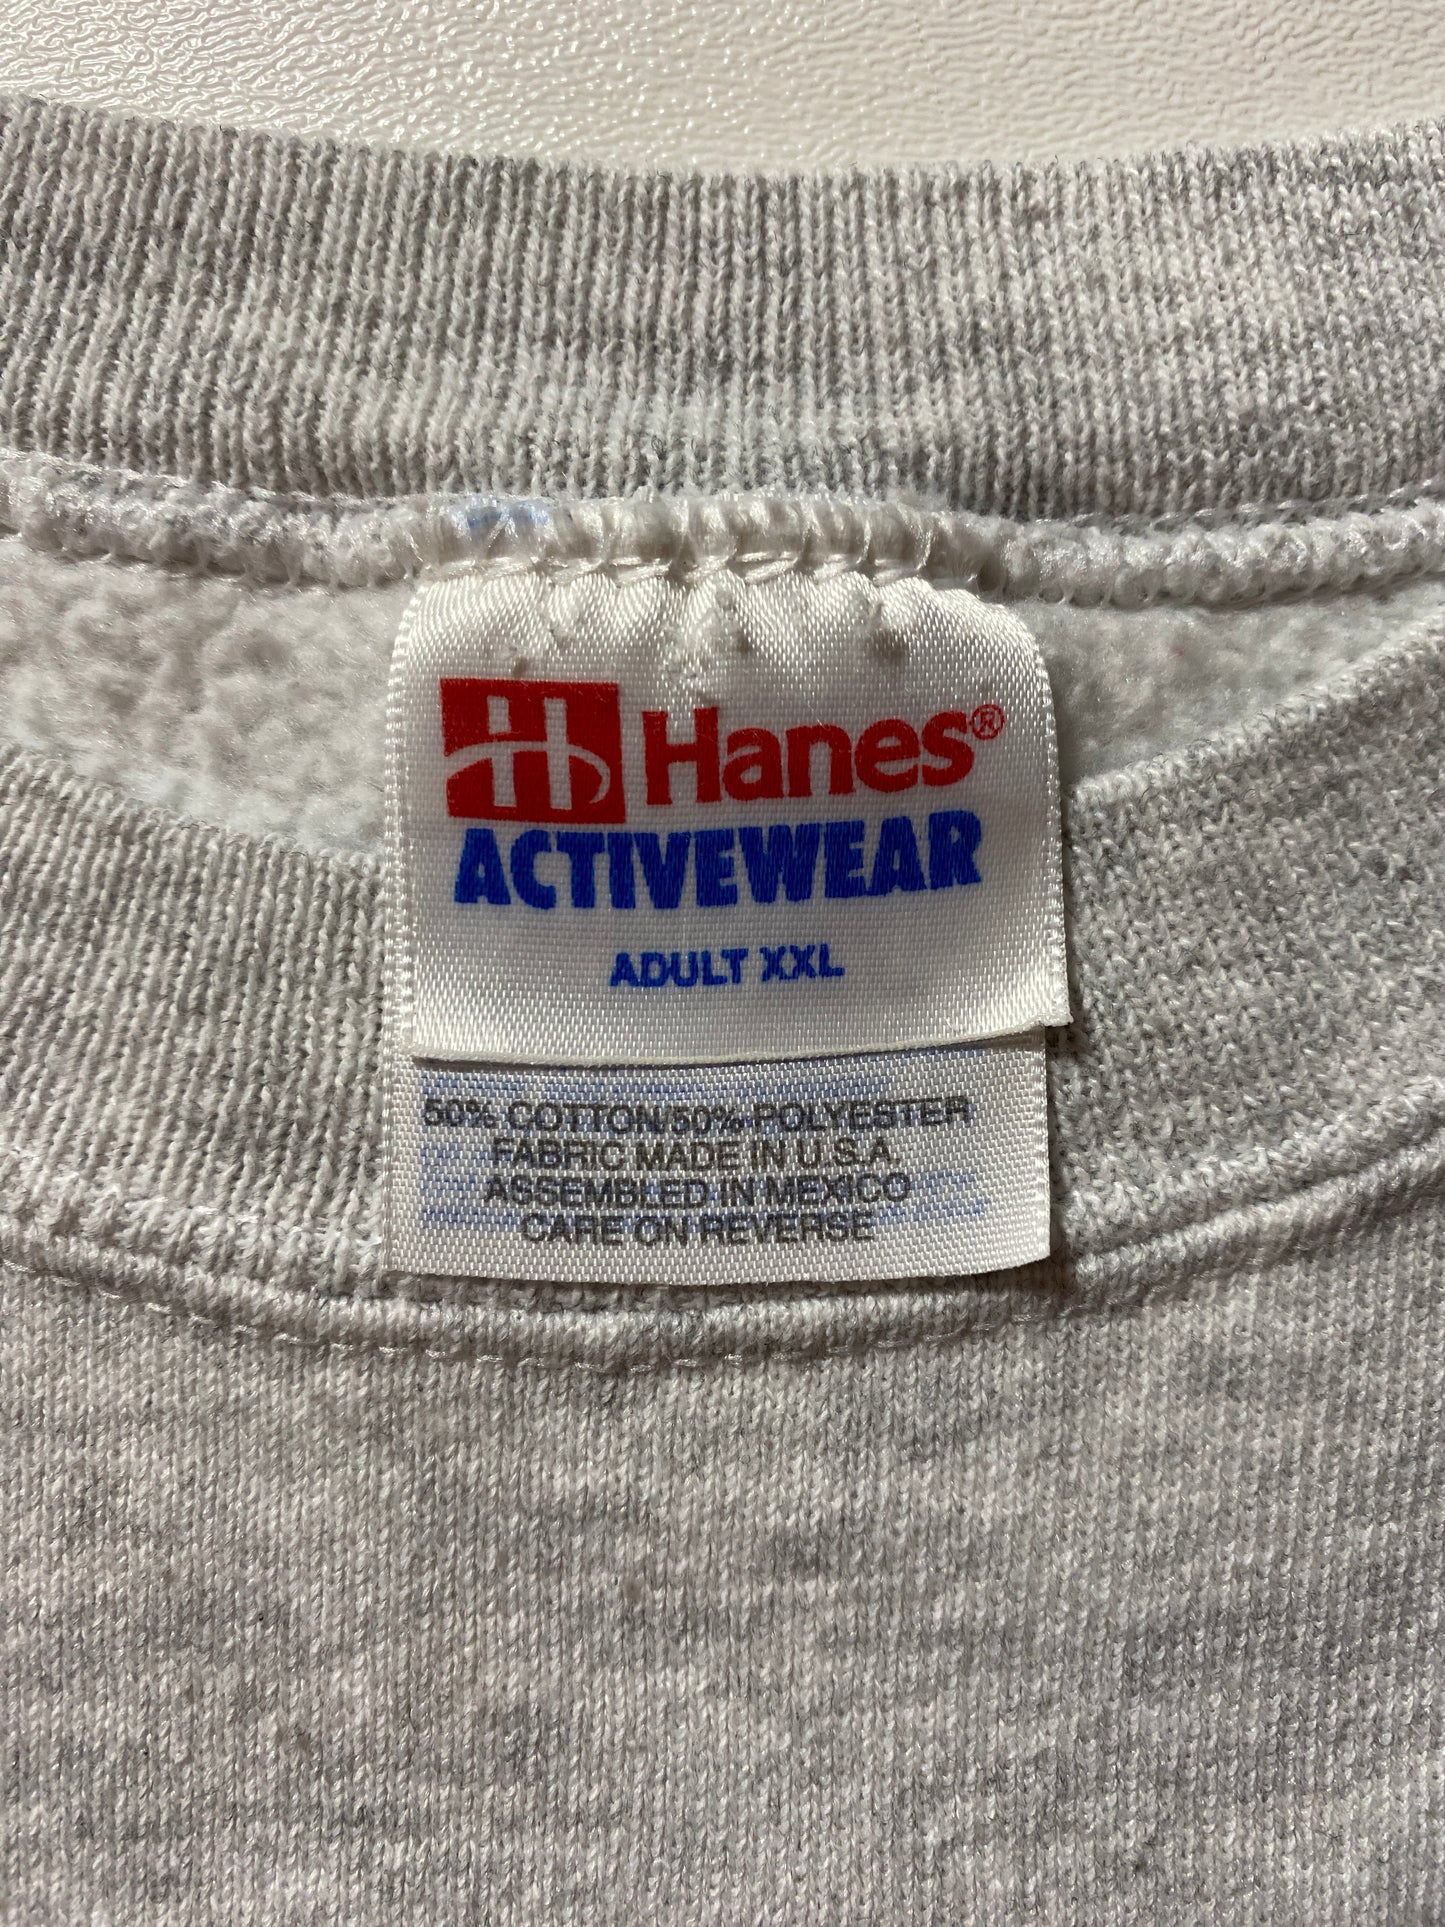 Hanes®
ACTIVEWEAR
ADULT XXL
50% COTTON/50% POLYESTER
FABRIC MADE IN U.S.A.
ASSEMBLED IN MEXICO
CARE ON REVERSE